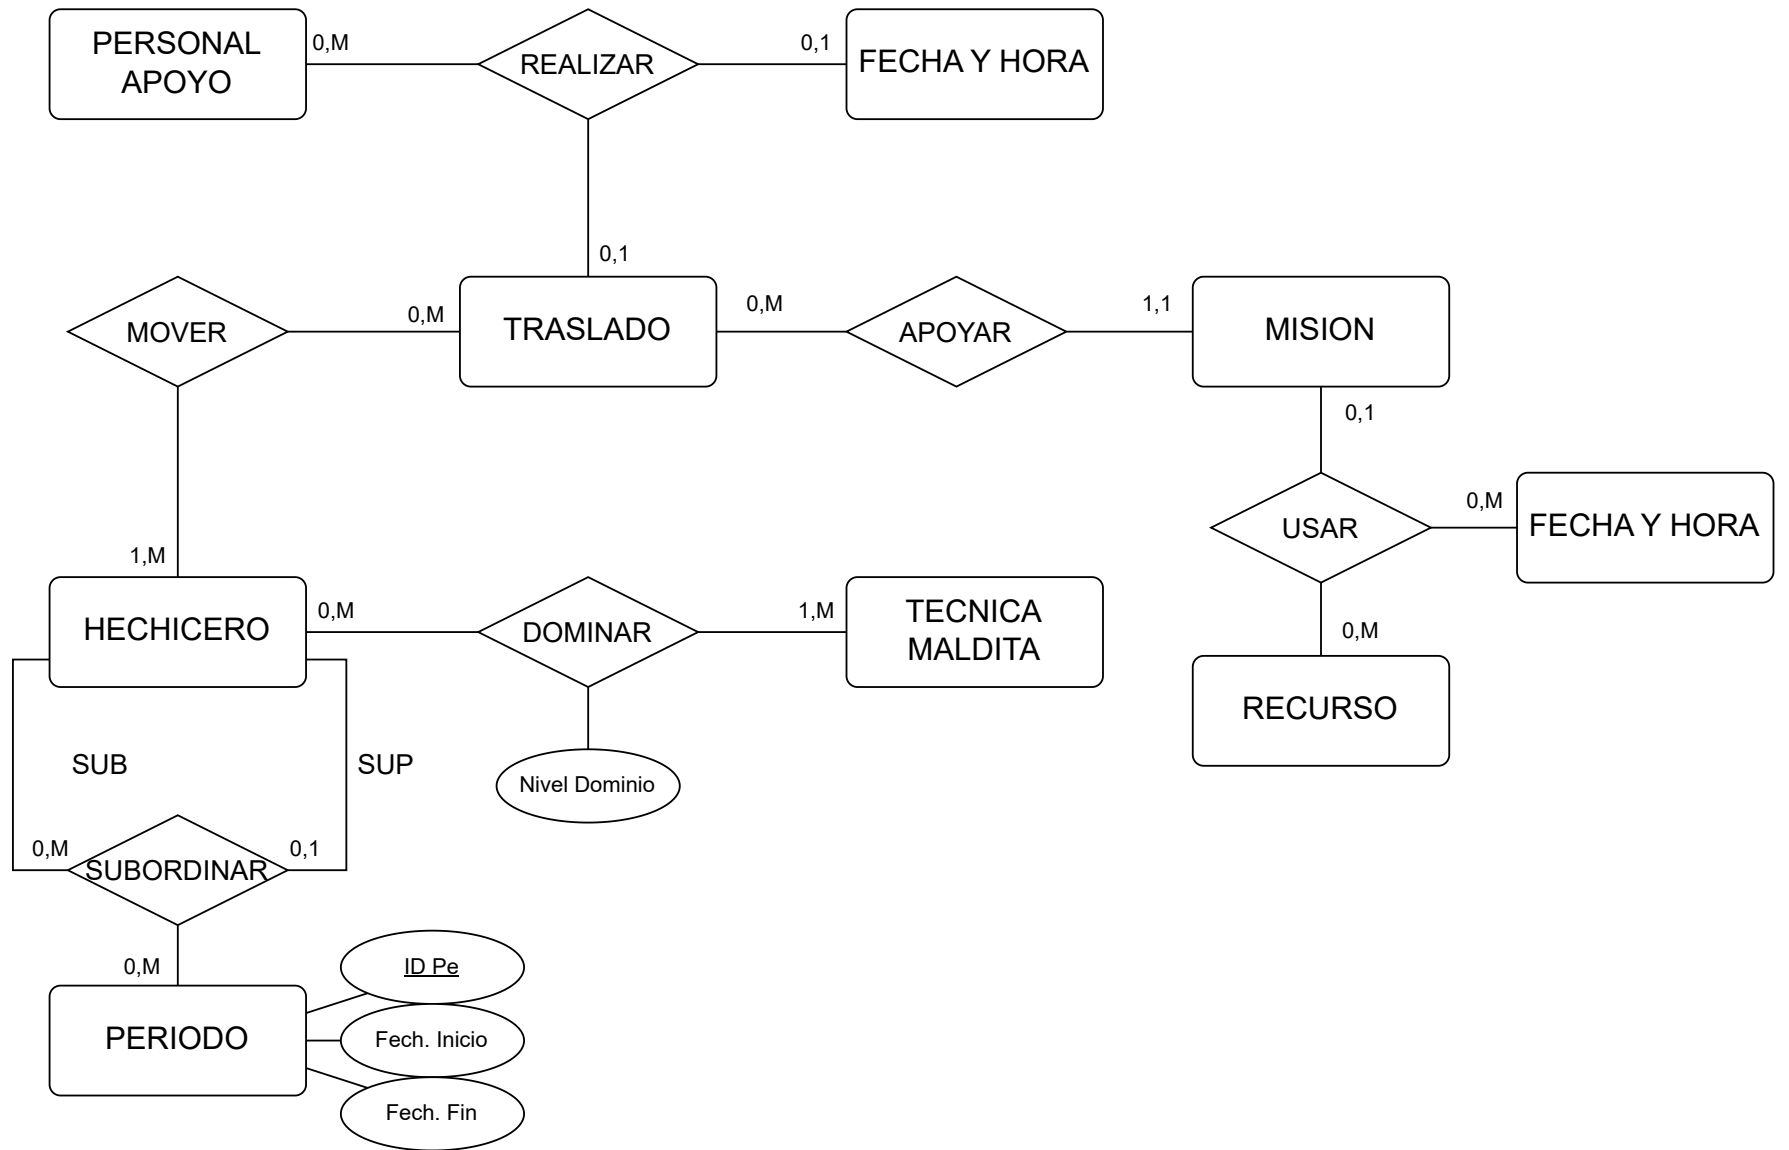 PERSONAL
APOYO
0,M
REALIZAR
0,1
FECHA Y HORA
0,1
MOVER
0,M
TRASLADO
0,M
APOYAR
1,1
MISION
0,1
USAR
0,M
FECHA Y HORA
0,M
RECURSO
1,M
HECHICERO
0,M
DOMINAR
1,M
TECNICA
MALDITA
Nivel Dominio
SUB
SUP
0,M
SUBORDINAR
0,1
0,M
PERIODO
ID Pe
Fech. Inicio
Fech. Fin